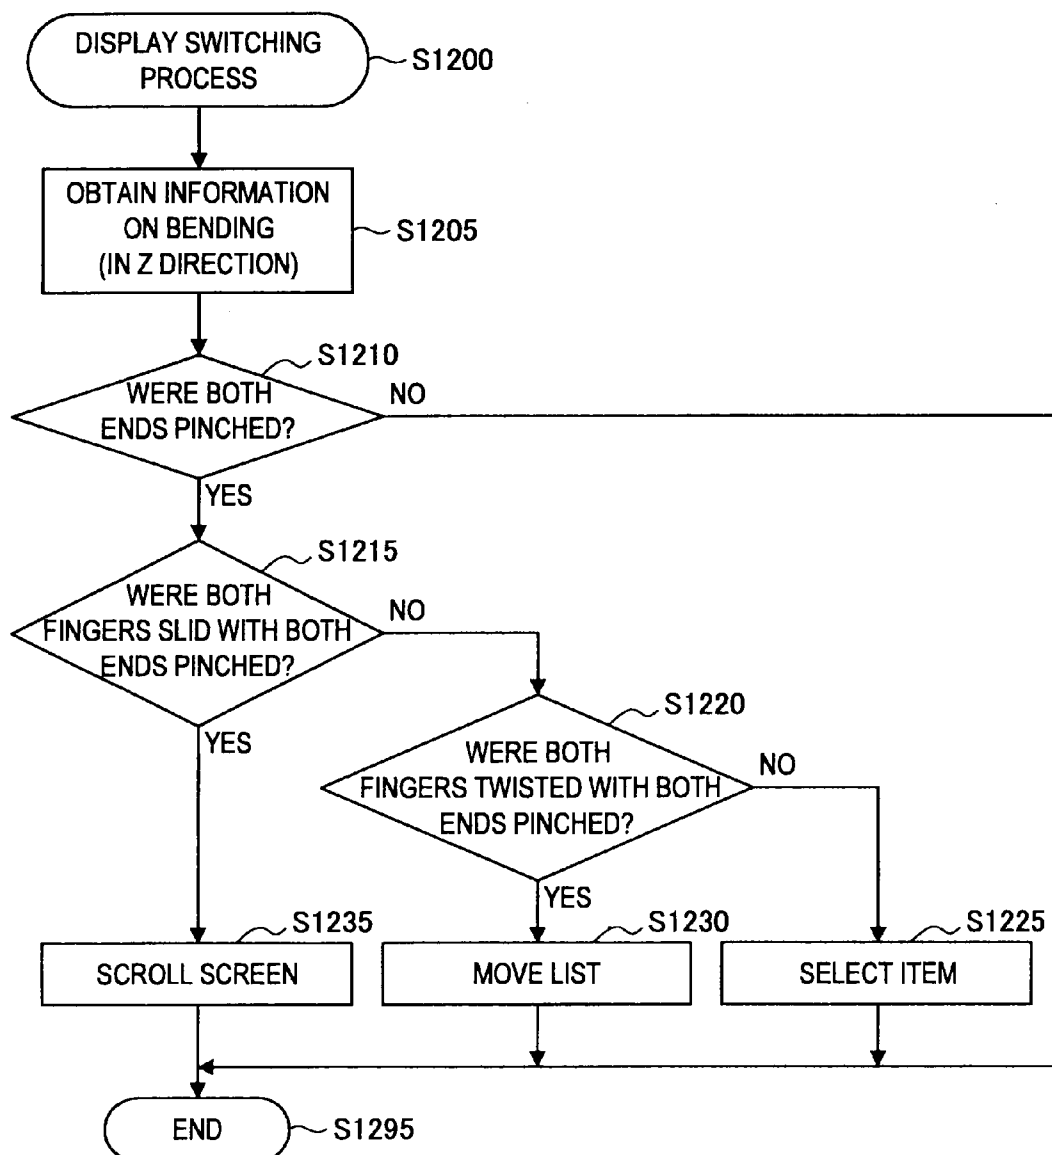 DISPLAY SWITCHING
PROCESS
S1200
OBTAIN INFORMATION
ON BENDING
(IN Z DIRECTION)
S1205
S1210
WERE BOTH
ENDS PINCHED?
NO
YES
S1215
WERE BOTH
FINGERS SLID WITH BOTH
ENDS PINCHED?
NO
YES
S1220
WERE BOTH
FINGERS TWISTED WITH BOTH
ENDS PINCHED?
NO
YES
S1235
SCROLL SCREEN
S1230
MOVE LIST
S1225
SELECT ITEM
END
S1295